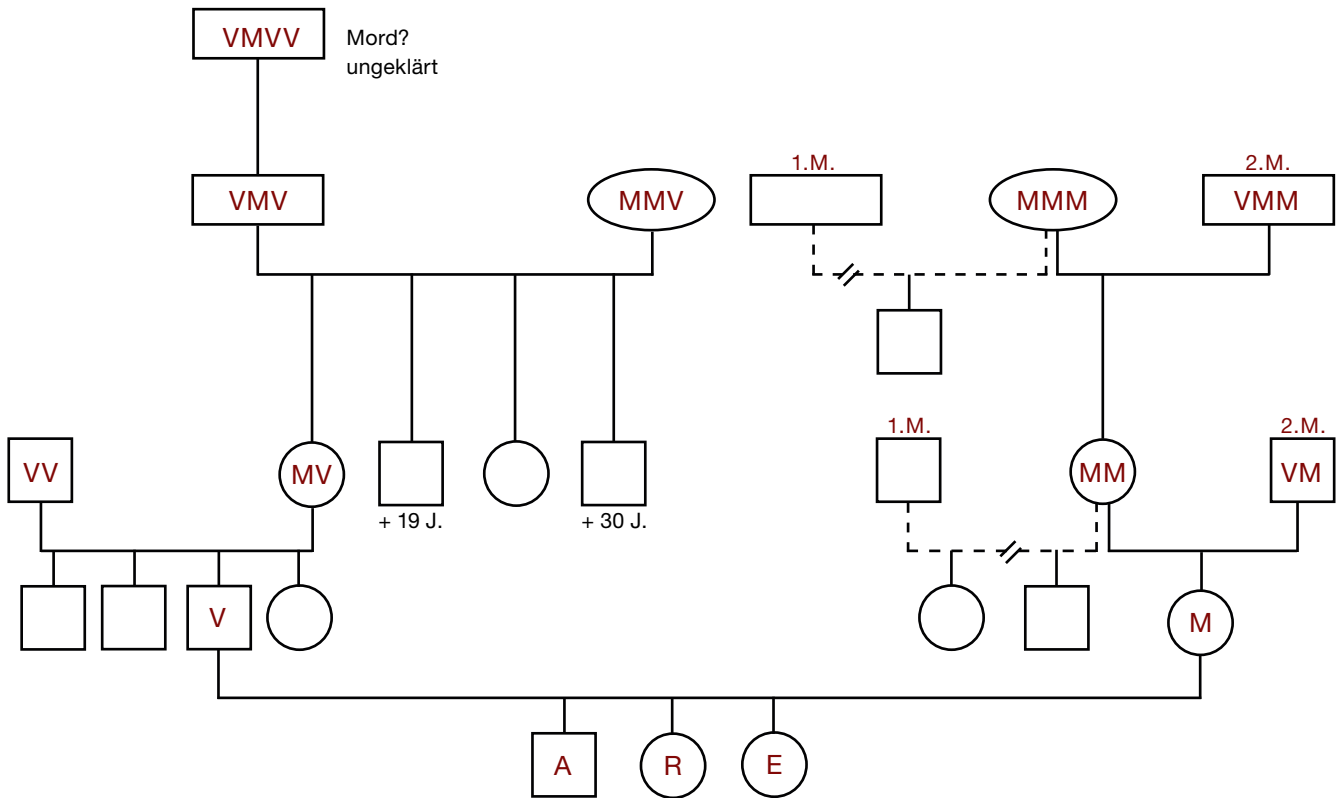 VMVV
Mord?
ungeklärt
1.M.
2.M.
VMV
MMV
MMM
VMM
1.M.
2.M.
VV
MV
MM
VM
+ 19 J.
+ 30 J.
V
M
A
R
E